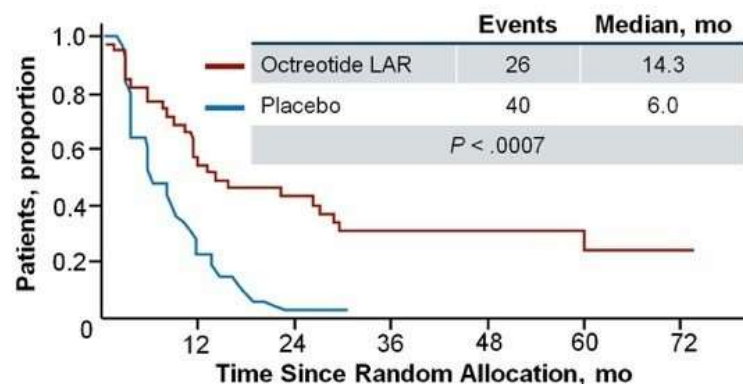 Events Median, mo
Octreotide LAR 26 14.3
Placebo 40 6.0
P < .0007
Patients, proportion
1.0
0.8
0.6
0.4
0.2
0
12 24 36 48 60 72
Time Since Random Allocation, mo